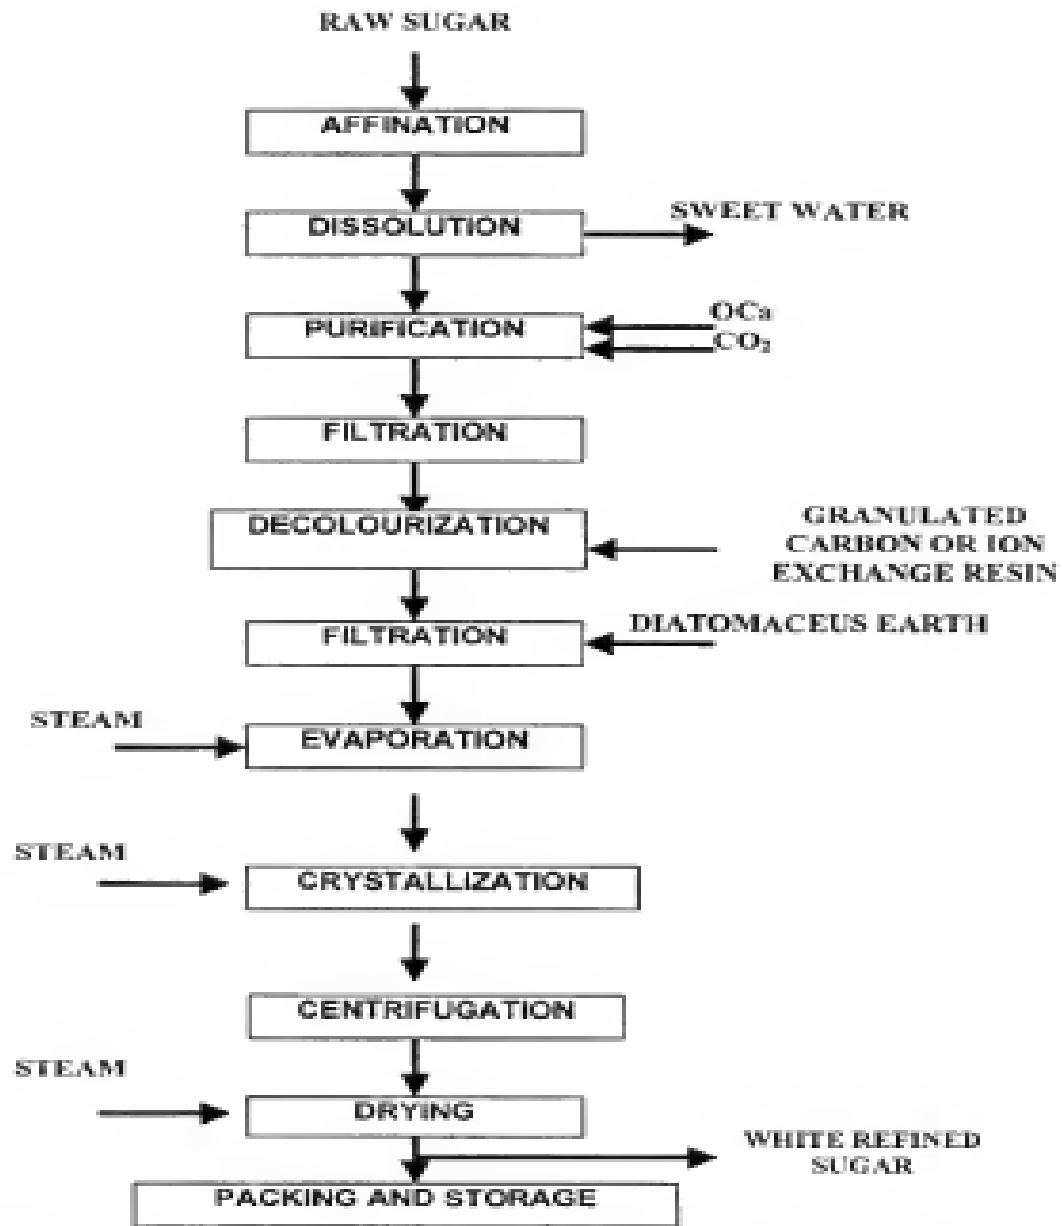 RAW SUGAR
AFFINATION
DISSOLUTION
SWEET WATER
PURIFICATION
OCa
CO₂
FILTRATION
DECOLOURIZATION
GRANULATED
CARBON OR ION
EXCHANGE RESIN
FILTRATION
DIATOMACEUS EARTH
STEAM
EVAPORATION
STEAM
CRYSTALLIZATION
CENTRIFUGATION
STEAM
DRYING
WHITE REFINED
SUGAR
PACKING AND STORAGE